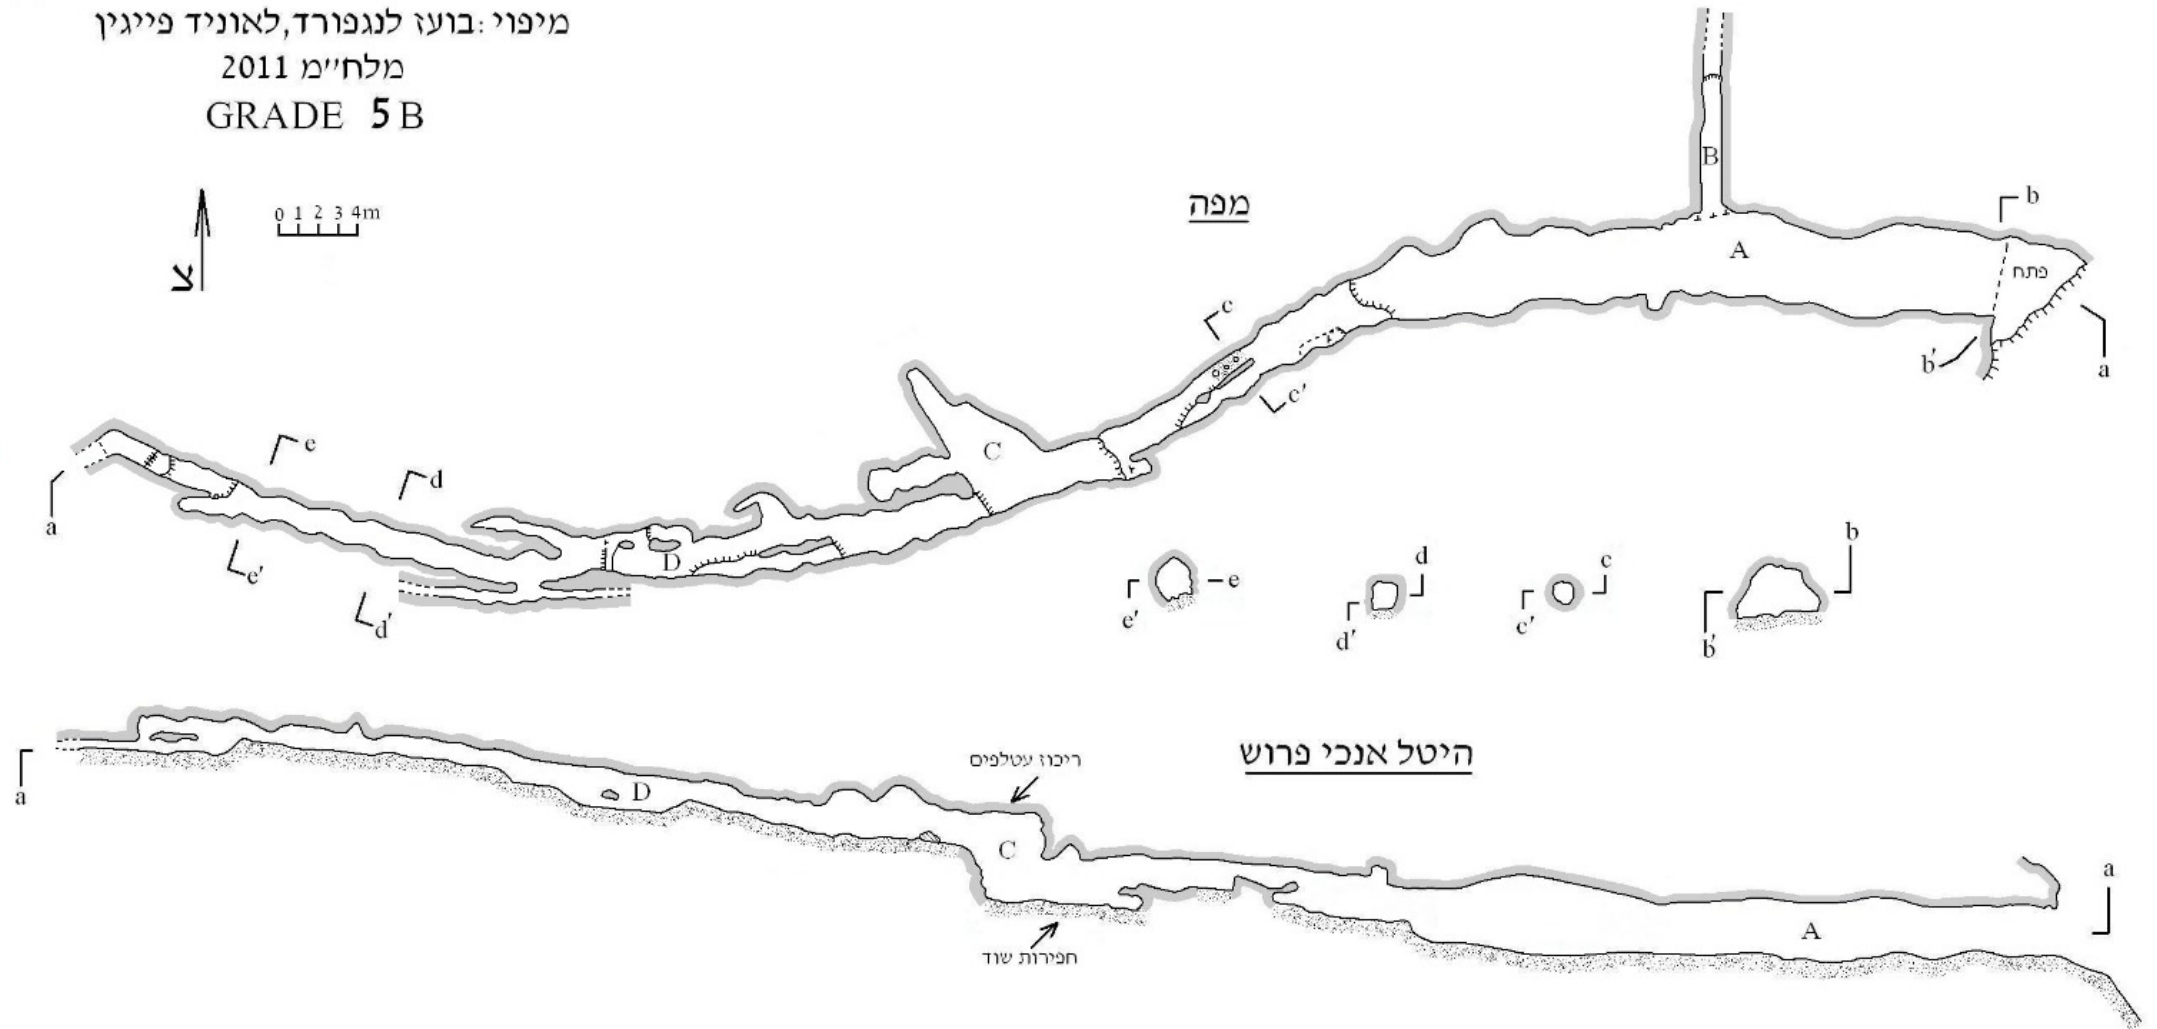 מיפוי: בועז לנגפורד, לאוניד פייגין
מלח''מ 2011
GRADE 5 B
0 1 2 3 4m
צ
מפה
B
b
A
פתח
b'
a
c
c'
C
e
d
a
D
e'
d'
e' e
d' d
c' c
b' b
היטל אנכי פרוש
ריכוז עטלפים
a
D
C
a
A
חפירות שוד